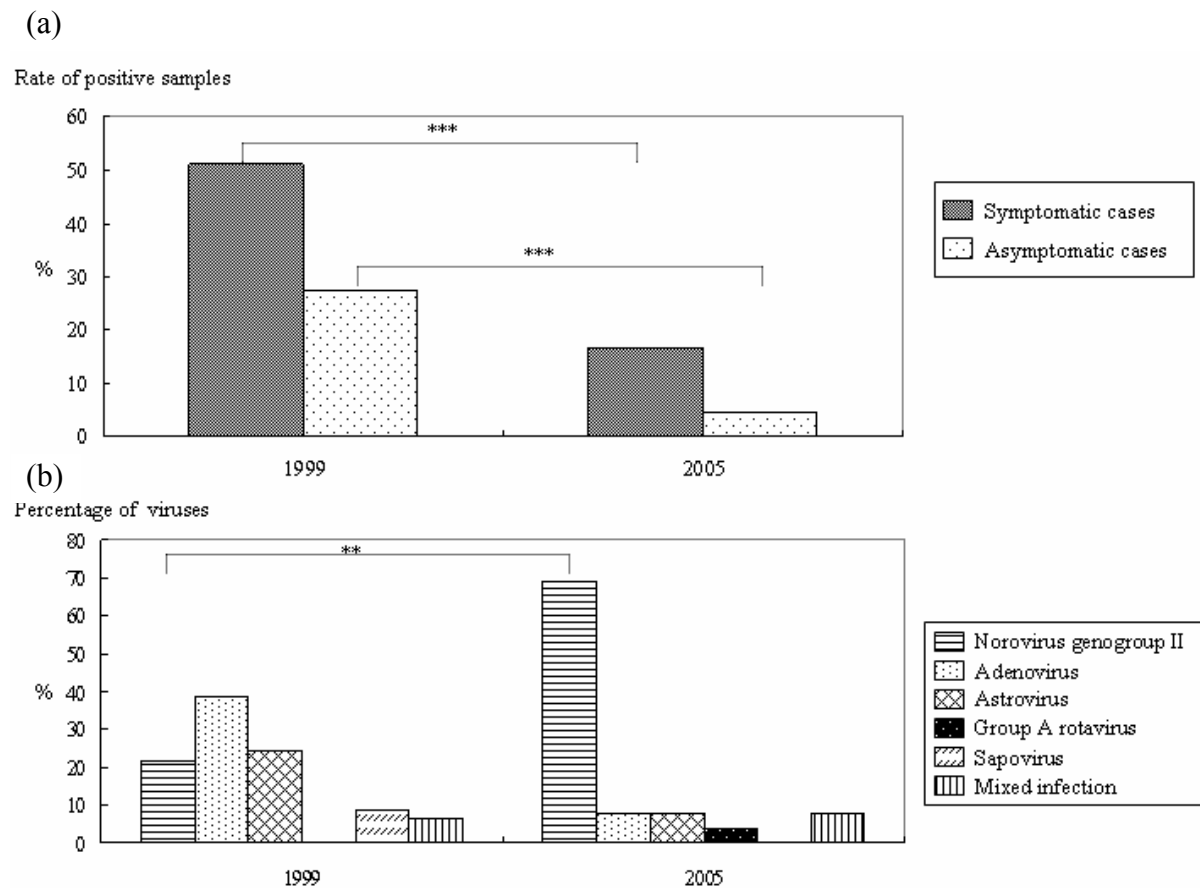 (a)
Rate of positive samples
60
50
40
30
20
10
0
%
***
***
1999
2005
Symptomatic cases
Asymptomatic cases
(b)
Percentage of viruses
80
70
60
50
40
30
20
10
0
%
**
1999
2005
Norovirus genogroup II
Adenovirus
Astrovirus
Group A rotavirus
Sapovirus
Mixed infection